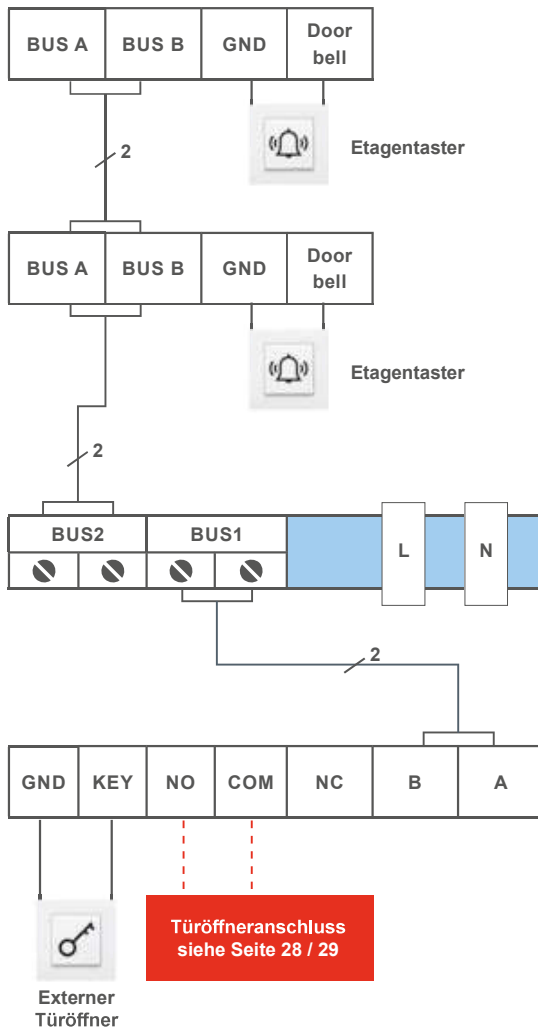 BUS A BUS B GND Door bell
Etagentaster
2
BUS A BUS B GND Door bell
Etagentaster
2
BUS2 BUS1 L N
2
GND KEY NO COM NC B A
Türöffneranschluss
siehe Seite 28 / 29
Externer
Türöffner